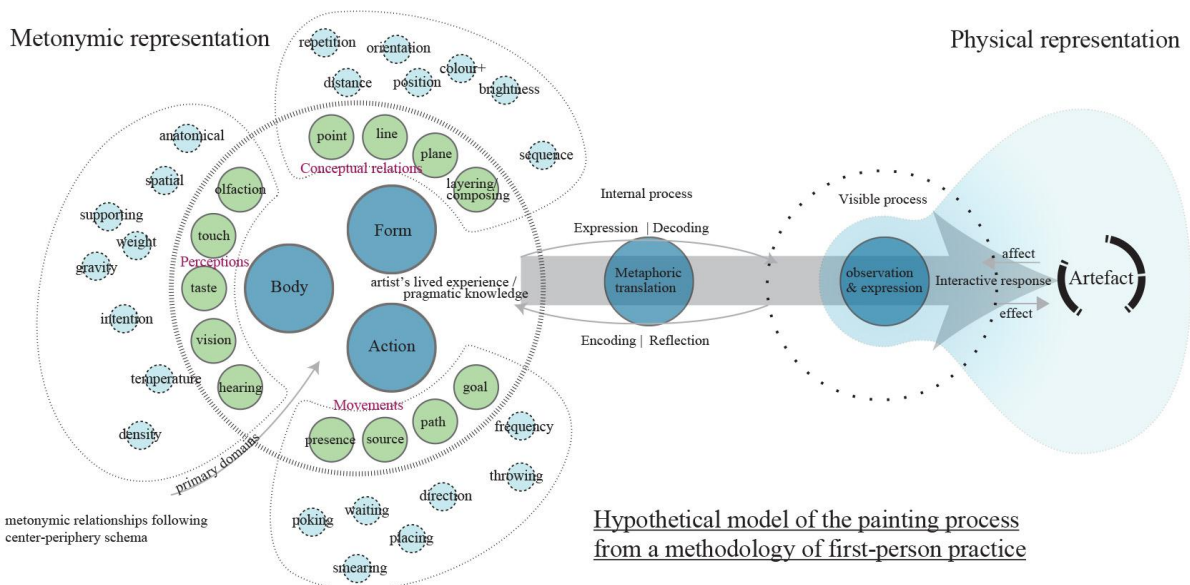 Metonymic representation
Physical representation
repetition
orientation
colour+
distance
position
brightness
sequence
anatomical
spatial
supporting
weight
gravity
intention
temperature
density
point
line
plane
layering/
composing
Conceptual relations
olfaction
touch
Perceptions
taste
vision
hearing
Form
Body
Action
artist's lived experience /
pragmatic knowledge
Movements
presence
source
path
goal
frequency
throwing
direction
waiting
poking
placing
smearing
primary domains
metonymic relationships following
center-periphery schema
Internal process
Expression | Decoding
Metaphoric
translation
Encoding | Reflection
Visible process
observation
& expression
affect
Interactive response
effect
Artefact
Hypothetical model of the painting process
from a methodology of first-person practice